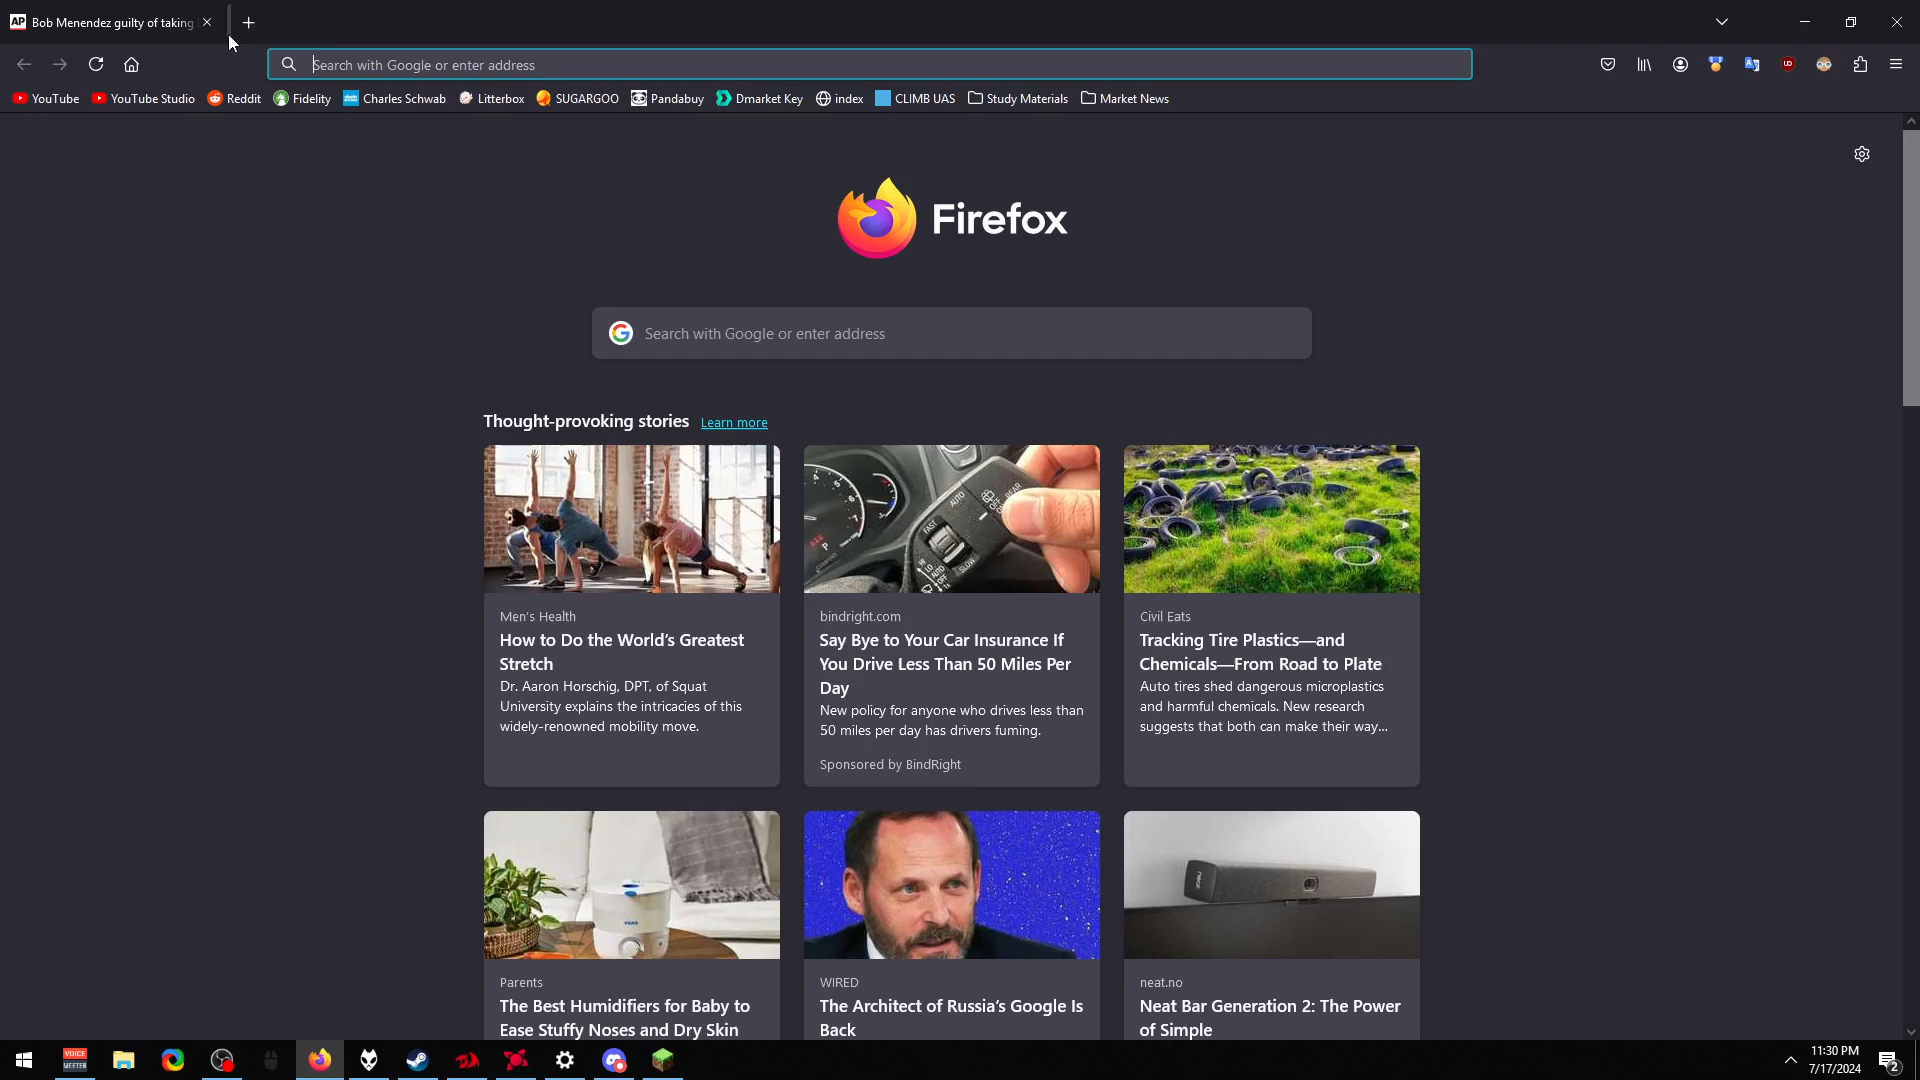 AP Bob Menendez guilty of taking
Search with Google or enter address
YouTube YouTube Studio Reddit Fidelity Charles Schwab Litterbox SUGARGOO Pandabuy Dmarket Key index CLIMB UAS Study Materials Market News
Firefox
Search with Google or enter address
Thought-provoking stories Learn more
Men's Health
How to Do the World's Greatest
Stretch
Dr. Aaron Horschig, DPT, of Squat
University explains the intricacies of this
widely-renowned mobility move.
bindright.com
Say Bye to Your Car Insurance If
You Drive Less Than 50 Miles Per
Day
New policy for anyone who drives less than
50 miles per day has drivers fuming.
Sponsored by BindRight
Civil Eats
Tracking Tire Plastics—and
Chemicals—From Road to Plate
Auto tires shed dangerous microplastics
and harmful chemicals. New research
suggests that both can make their way...
Parents
The Best Humidifiers for Baby to
Ease Stuffy Noses and Dry Skin
WIRED
The Architect of Russia's Google Is
Back
neat.no
Neat Bar Generation 2: The Power
of Simple
VOICE
MEETER
11:30 PM
7/17/2024
2